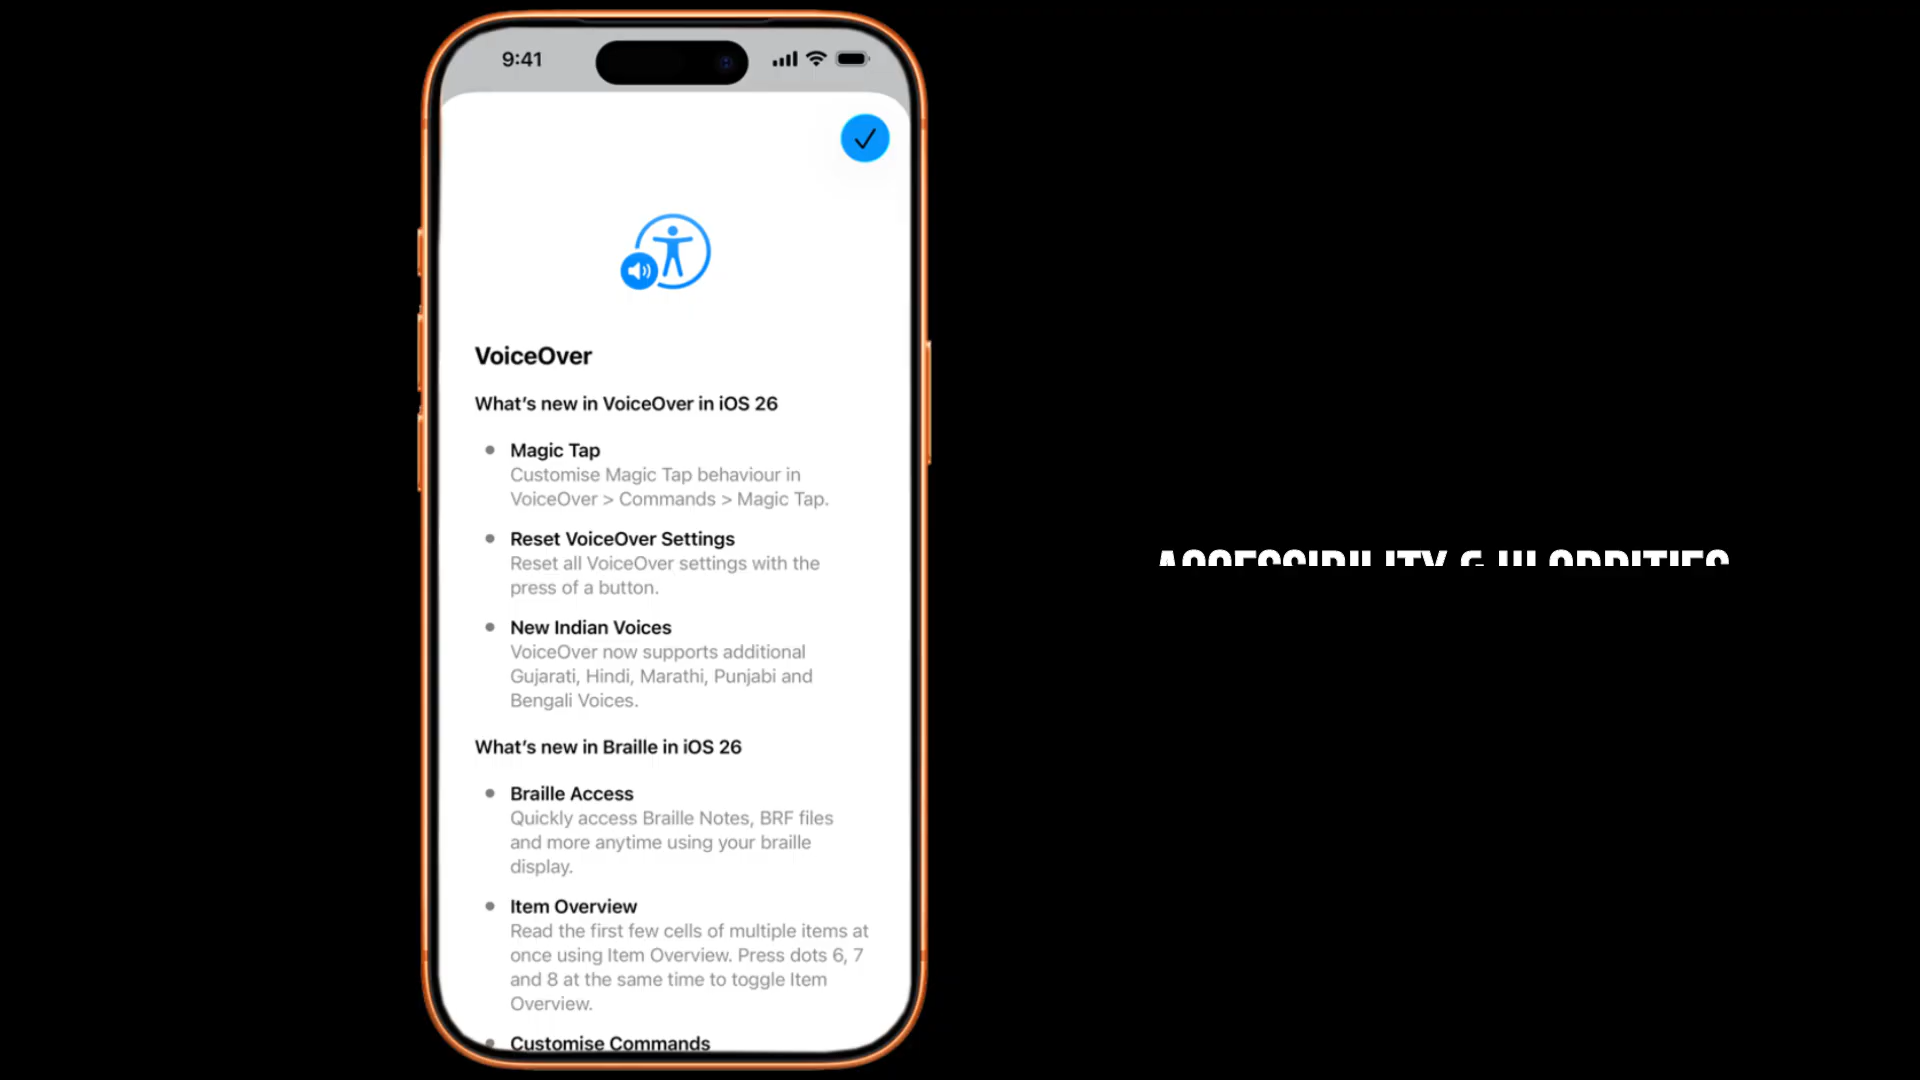 9:41
VoiceOver
What's new in VoiceOver in iOS 26
Magic Tap
Customise Magic Tap behaviour in
VoiceOver > Commands > Magic Tap.
Reset VoiceOver Settings
Reset all VoiceOver settings with the
press of a button.
New Indian Voices
VoiceOver now supports additional
Gujarati, Hindi, Marathi, Punjabi and
Bengali Voices.
What's new in Braille in iOS 26
Braille Access
Quickly access Braille Notes, BRF files
and more anytime using your braille
display.
Item Overview
Read the first few cells of multiple items at
once using Item Overview. Press dots 6, 7
and 8 at the same time to toggle Item
Overview.
Customise Commands
ACCESSIBILITY & UI ODDITIES